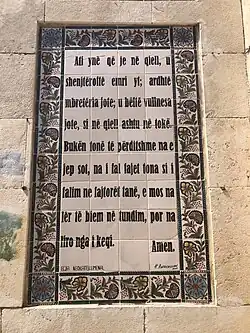 Ati ynë që je në qiell, u
shenjtëroftë emri yt; ardhtë
mbretëria jote; u bëftë vullnesa
jote, si në qiell ashtu në tokë.
Bukën tonë të përditshme na e
jep sot, na i fal fajet tona si i
falim ne fajtorët tanë, e mos na
lër të biem në tundim, por na
liro nga i keqi.
Amen.